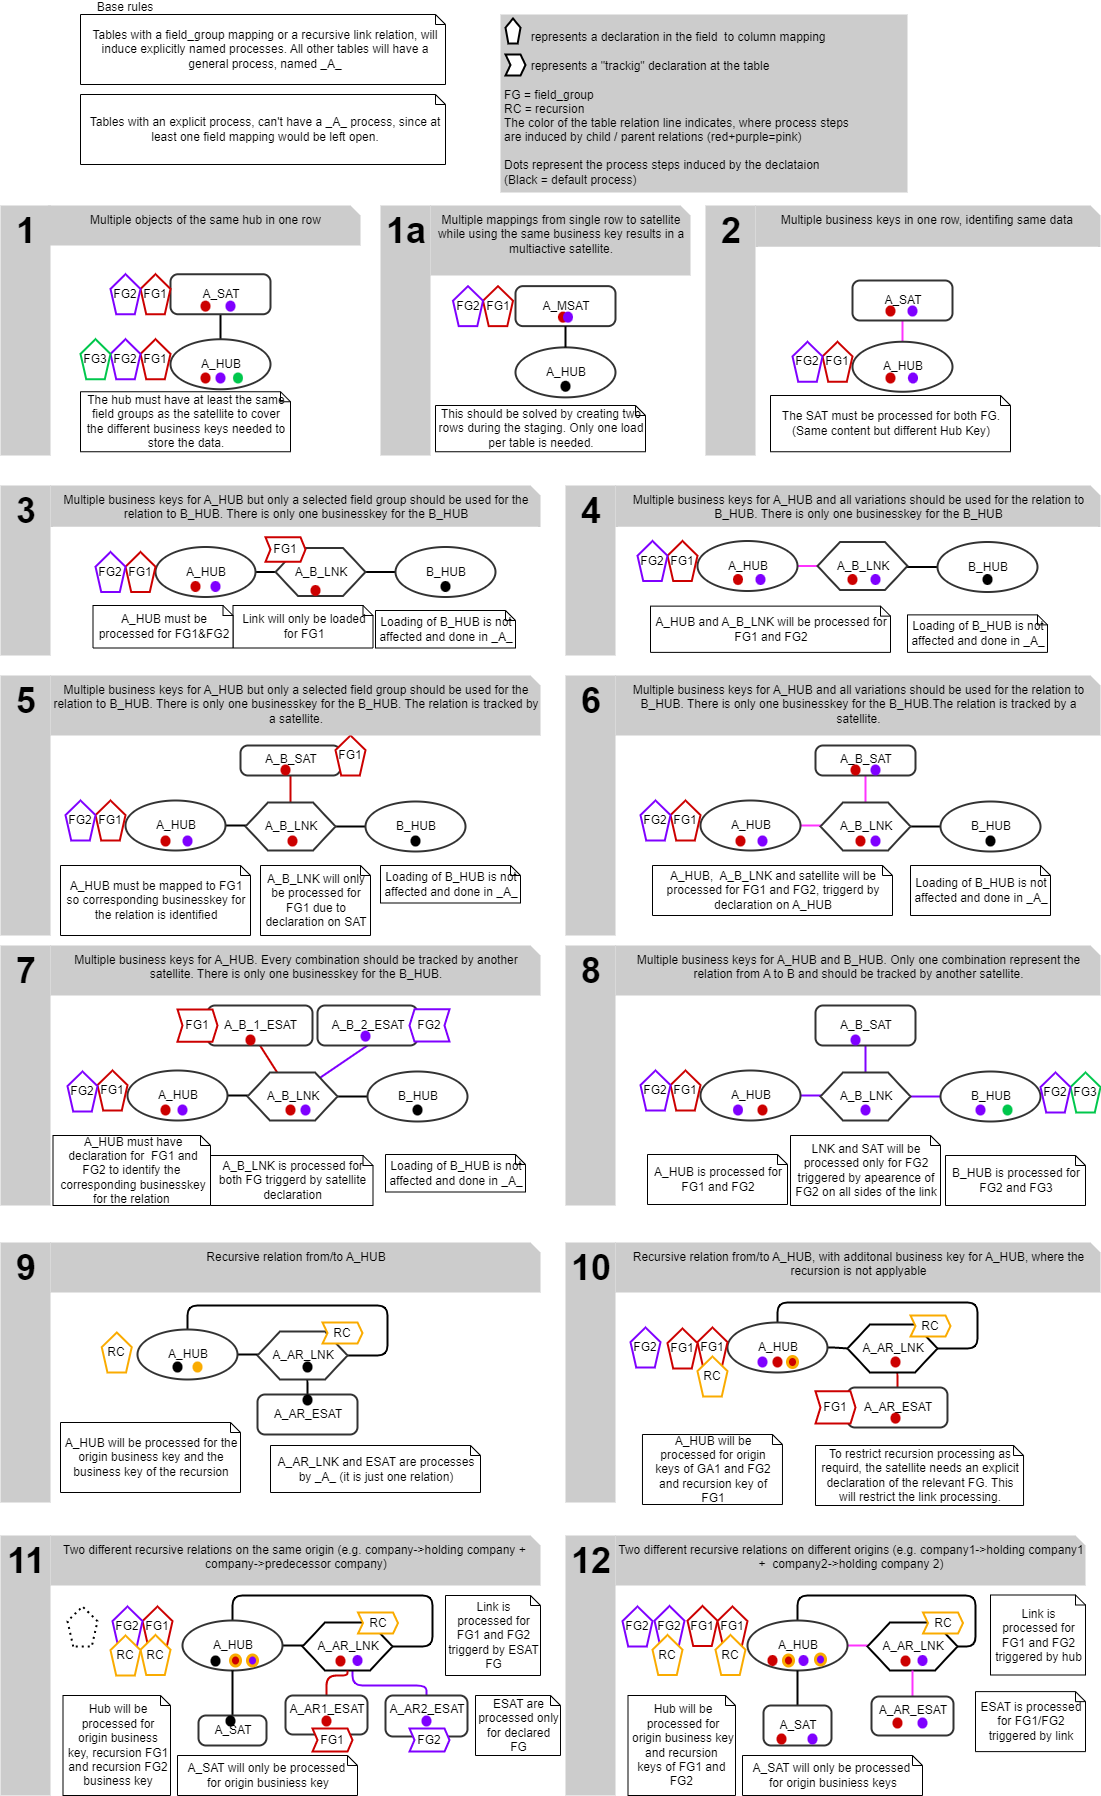 Base rules
Tables with a field_group mapping or a recursive link relation, will
induce explicitly named processes. All other tables will have a
general process, named _A_
Tables with an explicit process, can't have a _A_ process, since at
least one field mapping would be left open.
represents a declaration in the field  to column mapping
represents a "trackig" declaration at the table
FG = field_group
RC = recursion
The color of the table relation line indicates, where process steps
are induced by child / parent relations (red+purple=pink)
Dots represent the process steps induced by the declataion
(Black = default process)
1
Multiple objects of the same hub in one row
FG2
FG1
A_SAT
FG3
FG2
FG1
A_HUB
The hub must have at least the same
field groups as the satellite to cover
the different business keys needed to
store the data.
1a
Multiple mappings from single row to satellite
while using the same business key results in a
multiactive satellite.
FG2
FG1
A_MSAT
A_HUB
This should be solved by creating two
rows during the staging. Only one load
per table is needed.
2
Multiple business keys in one row, identifing same data
A_SAT
FG2
FG1
A_HUB
The SAT must be processed for both FG.
(Same content but different Hub Key)
3
Multiple business keys for A_HUB but only a selected field group should be used for the
relation to B_HUB. There is only one businesskey for the B_HUB
FG1
FG2
FG1
A_HUB
A_B_LNK
B_HUB
A_HUB must be
processed for FG1&FG2
Link will only be loaded
for FG1
Loading of B_HUB is not
affected and done in _A_
4
Multiple business keys for A_HUB and all variations should be used for the relation to
B_HUB. There is only one businesskey for the B_HUB
FG2
FG1
A_HUB
A_B_LNK
B_HUB
A_HUB and A_B_LNK will be processed for
FG1 and FG2
Loading of B_HUB is not
affected and done in _A_
5
Multiple business keys for A_HUB but only a selected field group should be used for the
relation to B_HUB. There is only one businesskey for the B_HUB. The relation is tracked by
a satellite.
A_B_SAT
FG1
FG2
FG1
A_HUB
A_B_LNK
B_HUB
A_HUB must be mapped to FG1
so corresponding businesskey for
the relation is identified
A_B_LNK will only
be processed for
FG1 due to
declaration on SAT
Loading of B_HUB is not
affected and done in _A_
6
Multiple business keys for A_HUB and all variations should be used for the relation to
B_HUB. There is only one businesskey for the B_HUB.The relation is tracked by a
satellite.
A_B_SAT
FG2
FG1
A_HUB
A_B_LNK
B_HUB
A_HUB,  A_B_LNK and satellite will be
processed for FG1 and FG2, triggerd by
declaration on A_HUB
Loading of B_HUB is not
affected and done in _A_
7
Multiple business keys for A_HUB. Every combination should be tracked by another
satellite. There is only one businesskey for the B_HUB.
FG1
A_B_1_ESAT
A_B_2_ESAT
FG2
FG2
FG1
A_HUB
A_B_LNK
B_HUB
A_HUB must have
declaration for  FG1 and
FG2 to identify the
corresponding businesskey
for the relation
A_B_LNK is processed for
both FG triggerd by satellite
declaration
Loading of B_HUB is not
affected and done in _A_
8
Multiple business keys for A_HUB and B_HUB. Only one combination represent the
relation from A to B and should be tracked by another satellite.
A_B_SAT
FG2
FG1
A_HUB
A_B_LNK
B_HUB
FG2
FG3
A_HUB is processed for
FG1 and FG2
LNK and SAT will be
processed only for FG2
triggered by apearence of
FG2 on all sides of the link
B_HUB is processed for
FG2 and FG3
9
Recursive relation from/to A_HUB
RC
RC
A_HUB
A_AR_LNK
A_AR_ESAT
A_HUB will be processed for the
origin business key and the
business key of the recursion
A_AR_LNK and ESAT are processes
by _A_ (it is just one relation)
10
Recursive relation from/to A_HUB, with additonal business key for A_HUB, where the
recursion is not applyable
RC
FG2
FG1
FG1
RC
A_HUB
A_AR_LNK
FG1
A_AR_ESAT
A_HUB will be
processed for origin
keys of GA1 and FG2
and recursion key of
FG1
To restrict recursion processing as
requird, the satellite needs an explicit
declaration of the relevant FG. This
will restrict the link processing.
11
Two different recursive relations on the same origin (e.g. company->holding company +
company->predecessor company)
FG2
FG1
RC
RC
RC
A_HUB
A_AR_LNK
Link is
processed for
FG1 and FG2
triggerd by ESAT
FG
A_SAT
A_AR1_ESAT
FG1
A_AR2_ESAT
FG2
ESAT are
processed only
for declared
FG
Hub will be
processed for
origin business
key, recursion FG1
and recursion FG2
business key
A_SAT will only be processed
for origin businiess key
12
Two different recursive relations on different origins (e.g. company1->holding company1
+  company2->holding company 2)
FG2
FG2
FG1
FG1
RC
RC
RC
A_HUB
A_AR_LNK
Link is
processed for
FG1 and FG2
triggered by hub
A_SAT
A_AR_ESAT
ESAT is processed
for FG1/FG2
triggered by link
Hub will be
processed for
origin business key
and recursion
keys of FG1 and
FG2
A_SAT will only be processed
for origin businiess keys